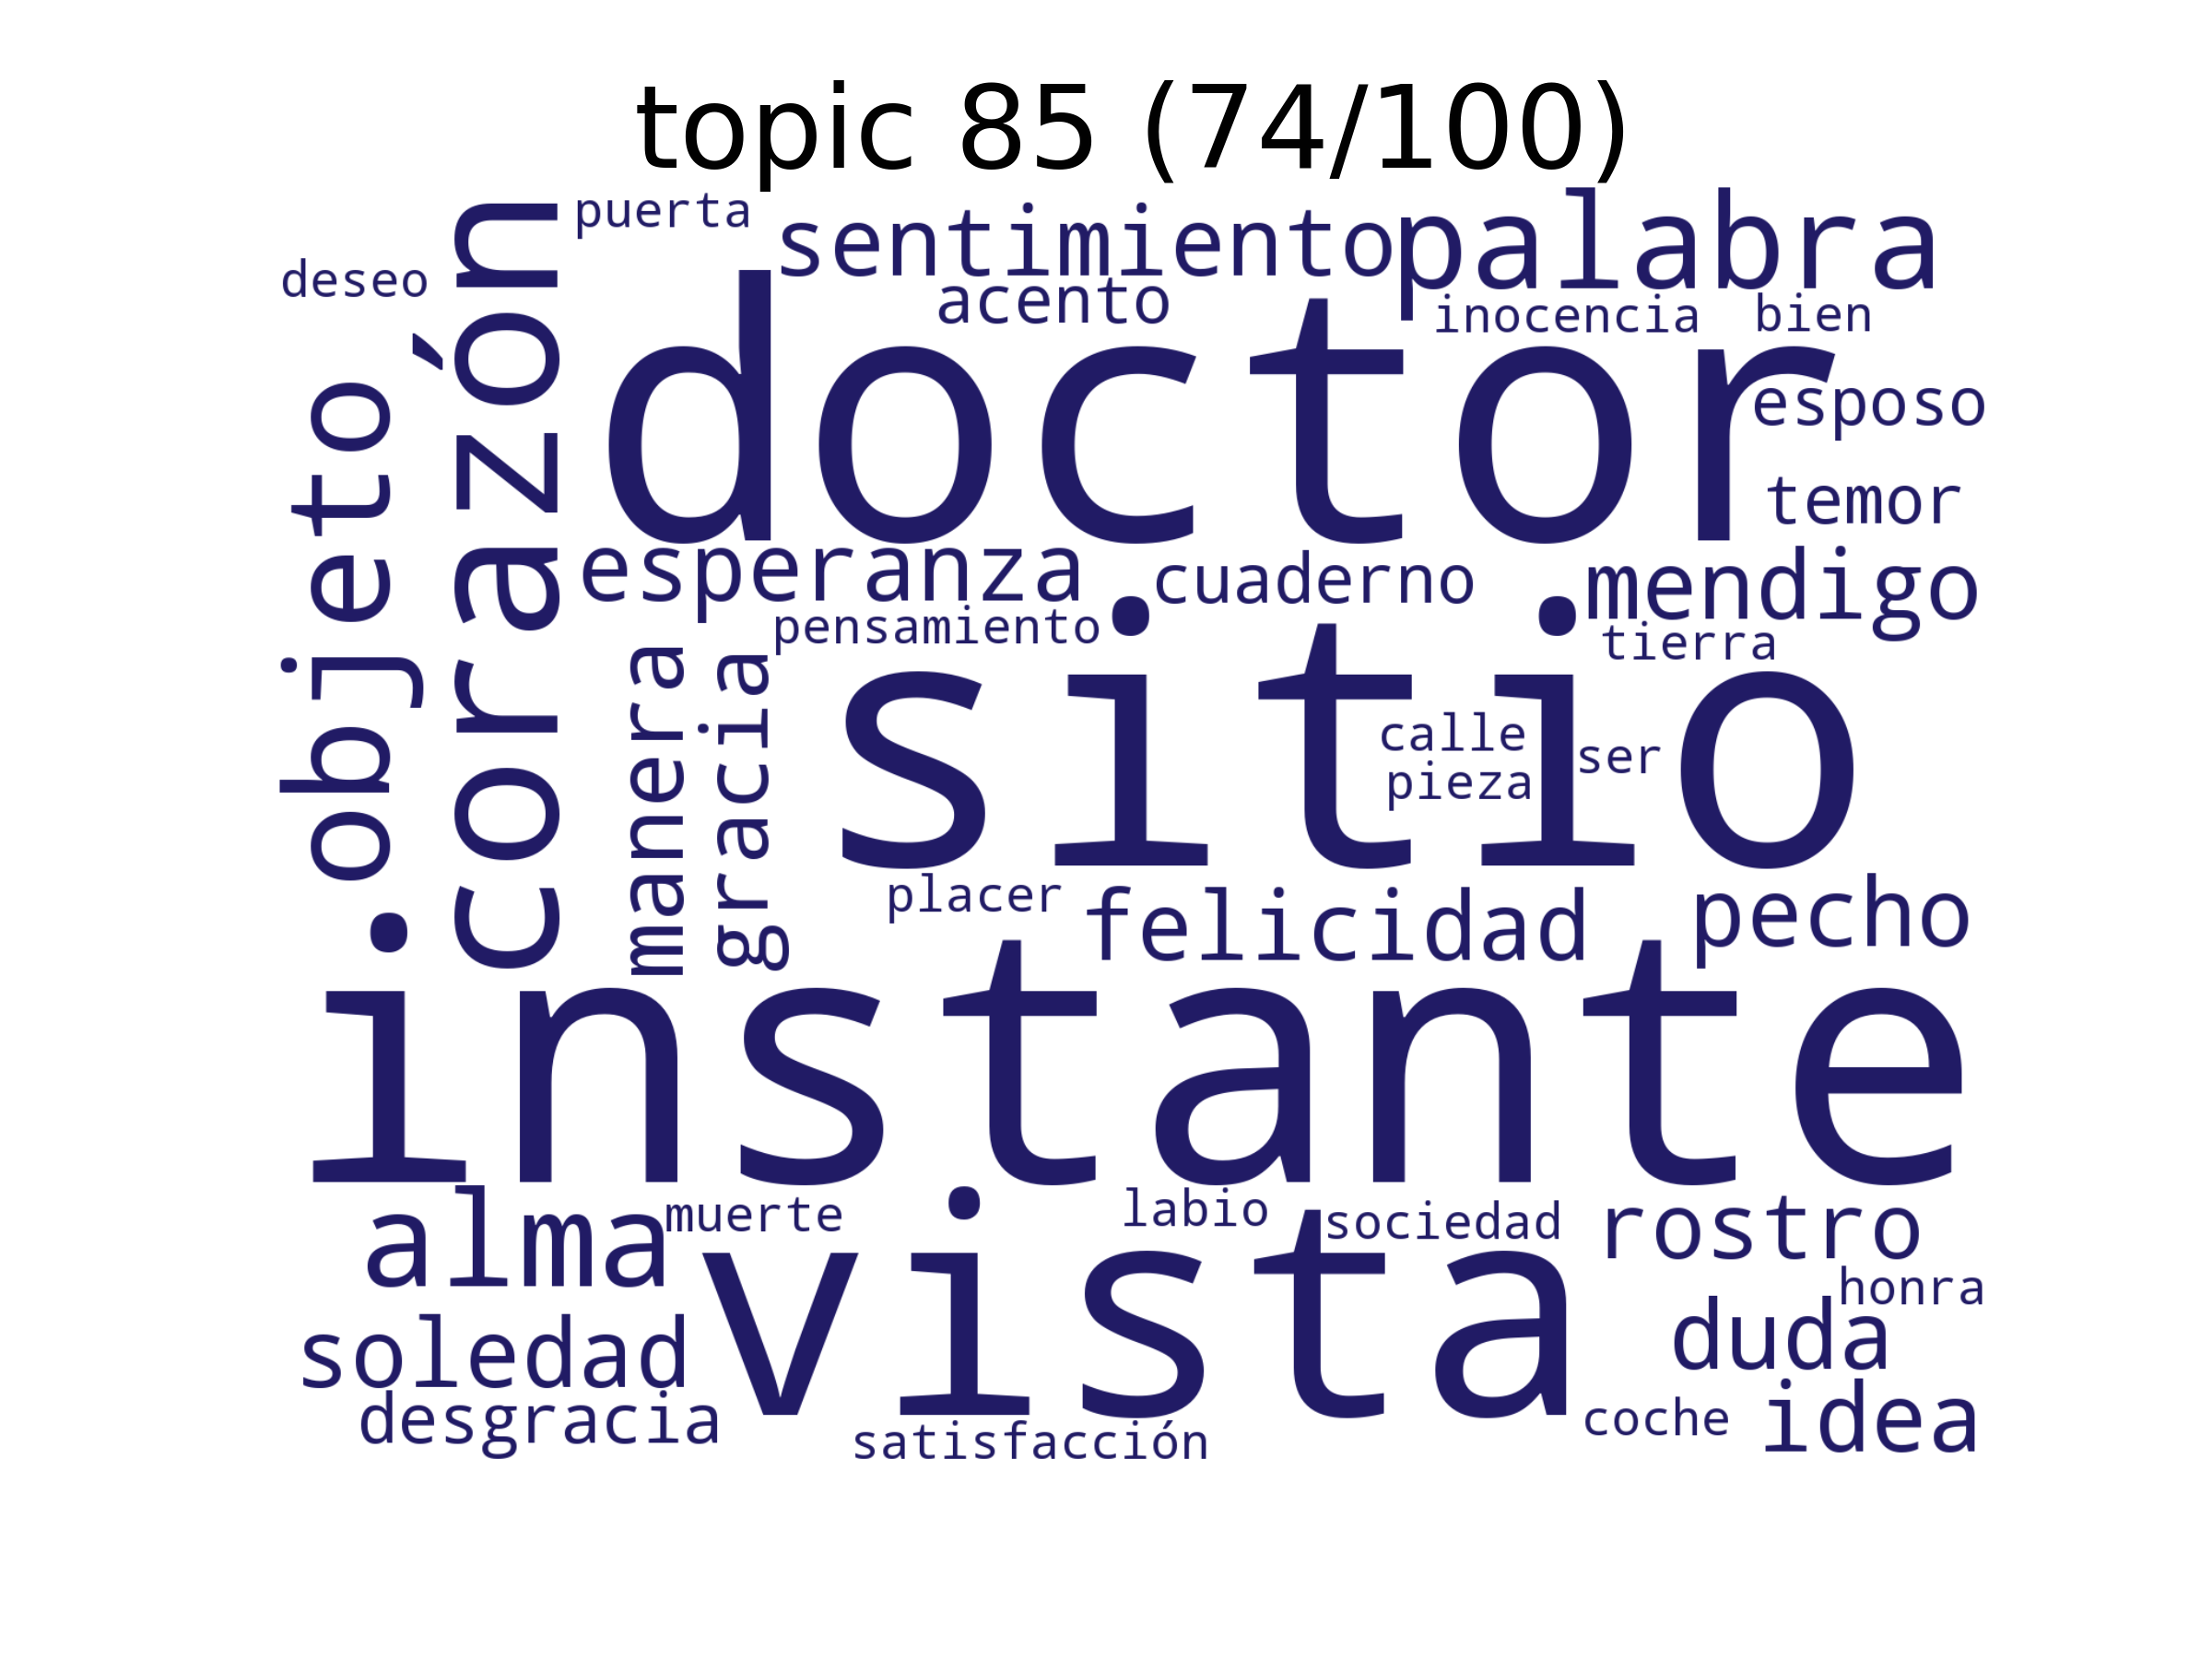 topic 85 (74/100)
puerta
sentimiento
palabra
deseo
acento
inocencia
bien
corazón
doctor
esposo
objeto
temor
esperanza
cuaderno
mendigo
pensamiento
tierra
sitio
manera
gracia
calle
ser
pieza
placer
felicidad
pecho
instante
alma
muerte
labio
sociedad
rostro
vista
honra
soledad
duda
desgracia
coche
idea
satisfacción